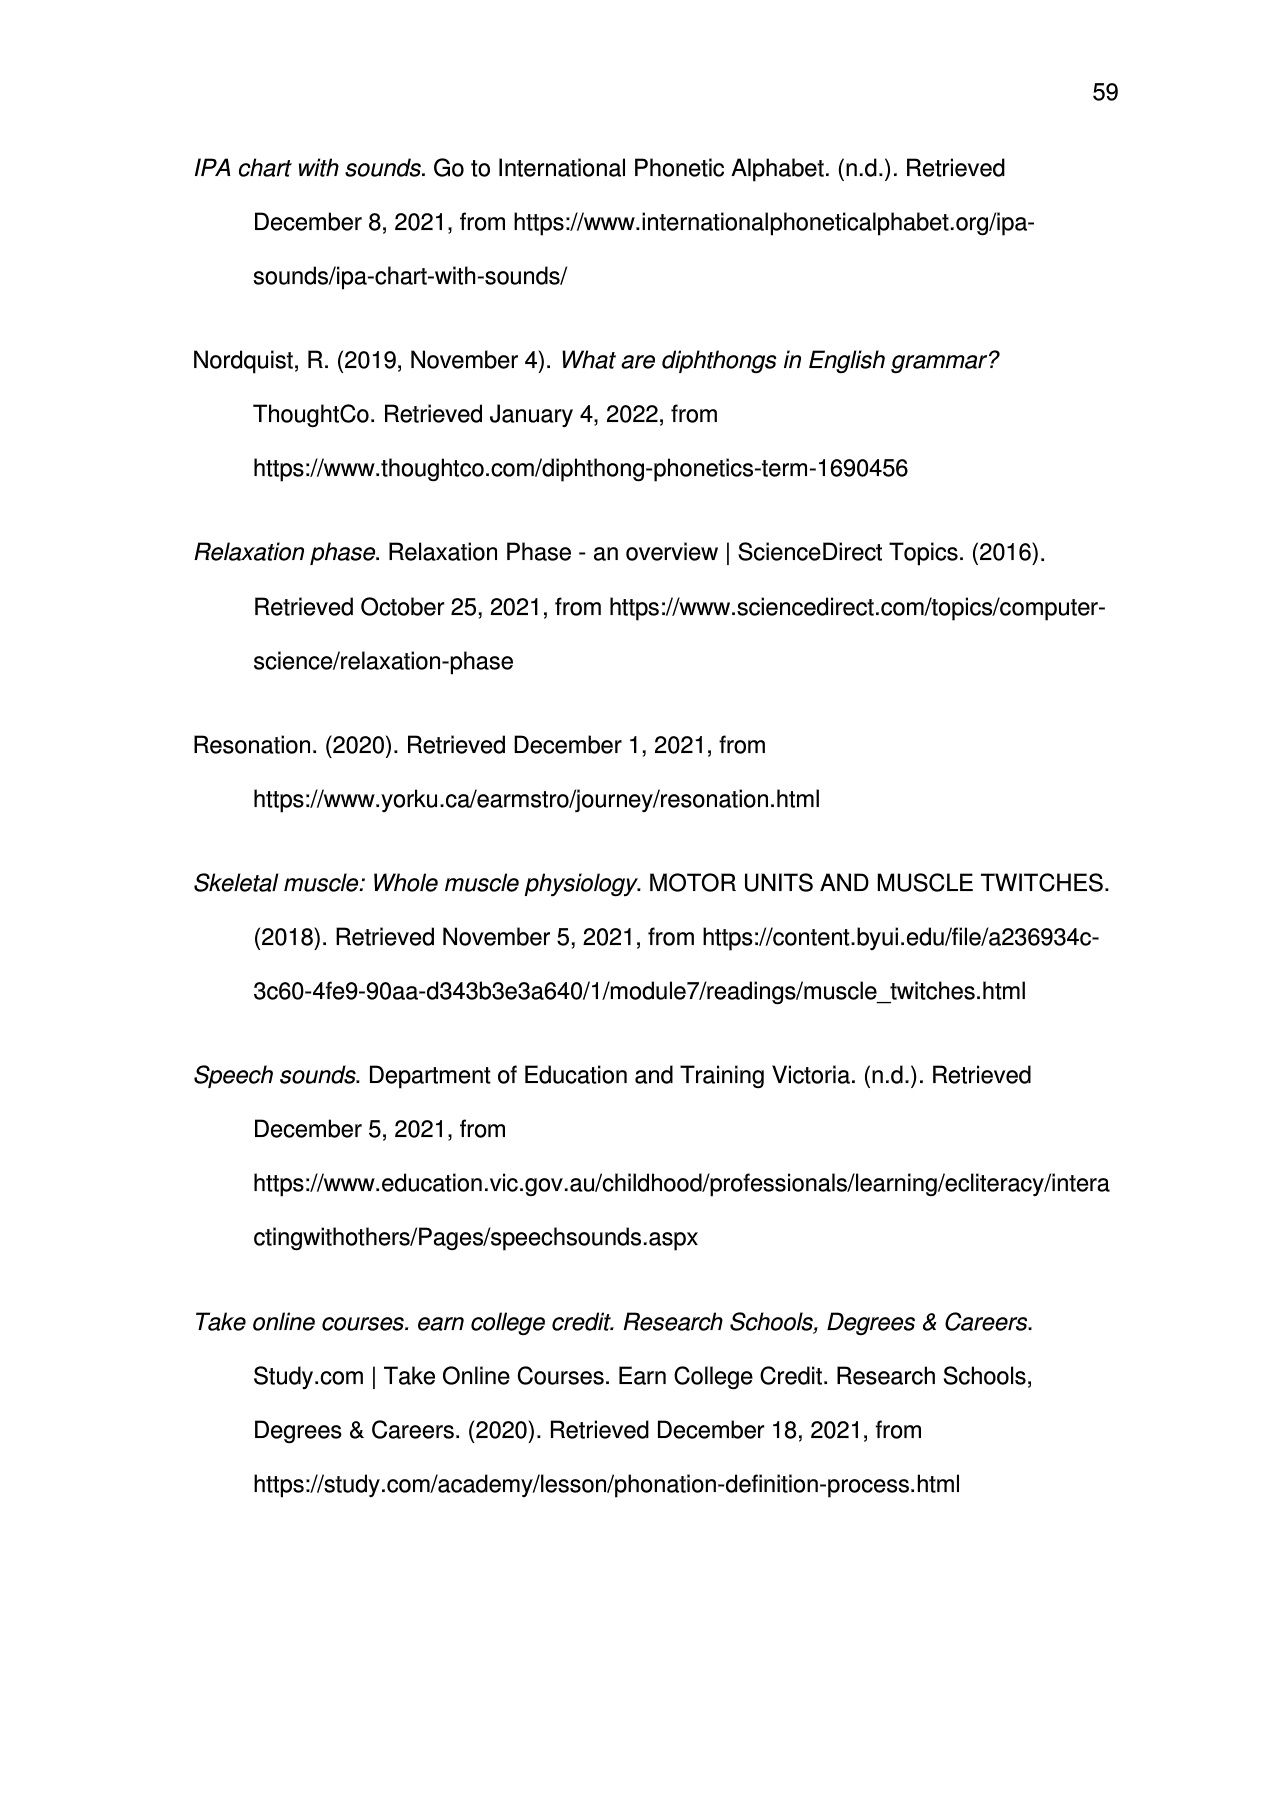 59
IPA chart with sounds. Go to International Phonetic Alphabet. (n.d.). Retrieved
December 8, 2021, from https://www.internationalphoneticalphabet.org/ipa-
sounds/ipa-chart-with-sounds/
Nordquist, R. (2019, November 4). What are diphthongs in English grammar?
ThoughtCo. Retrieved January 4, 2022, from
https://www.thoughtco.com/diphthong-phonetics-term-1690456
Relaxation phase. Relaxation Phase - an overview | ScienceDirect Topics. (2016).
Retrieved October 25, 2021, from https://www.sciencedirect.com/topics/computer-
science/relaxation-phase
Resonation. (2020). Retrieved December 1, 2021, from
https://www.yorku.ca/earmstro/journey/resonation.html
Skeletal muscle: Whole muscle physiology. MOTOR UNITS AND MUSCLE TWITCHES.
(2018). Retrieved November 5, 2021, from https://content.byui.edu/file/a236934c-
3c60-4fe9-90aa-d343b3e3a640/1/module7/readings/muscle_twitches.html
Speech sounds. Department of Education and Training Victoria. (n.d.). Retrieved
December 5, 2021, from
https://www.education.vic.gov.au/childhood/professionals/learning/ecliteracy/intera
ctingwithothers/Pages/speechsounds.aspx
Take online courses. earn college credit. Research Schools, Degrees & Careers.
Study.com | Take Online Courses. Earn College Credit. Research Schools,
Degrees & Careers. (2020). Retrieved December 18, 2021, from
https://study.com/academy/lesson/phonation-definition-process.html